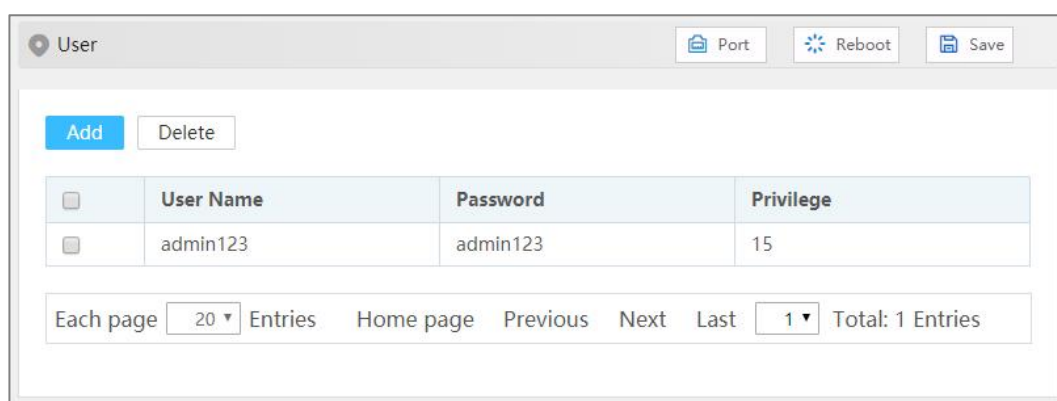 User Port Reboot Save
Add Delete
User Name Password Privilege
admin123 admin123 15
Each page 20 Entries Home page Previous Next Last 1 Total: 1 Entries